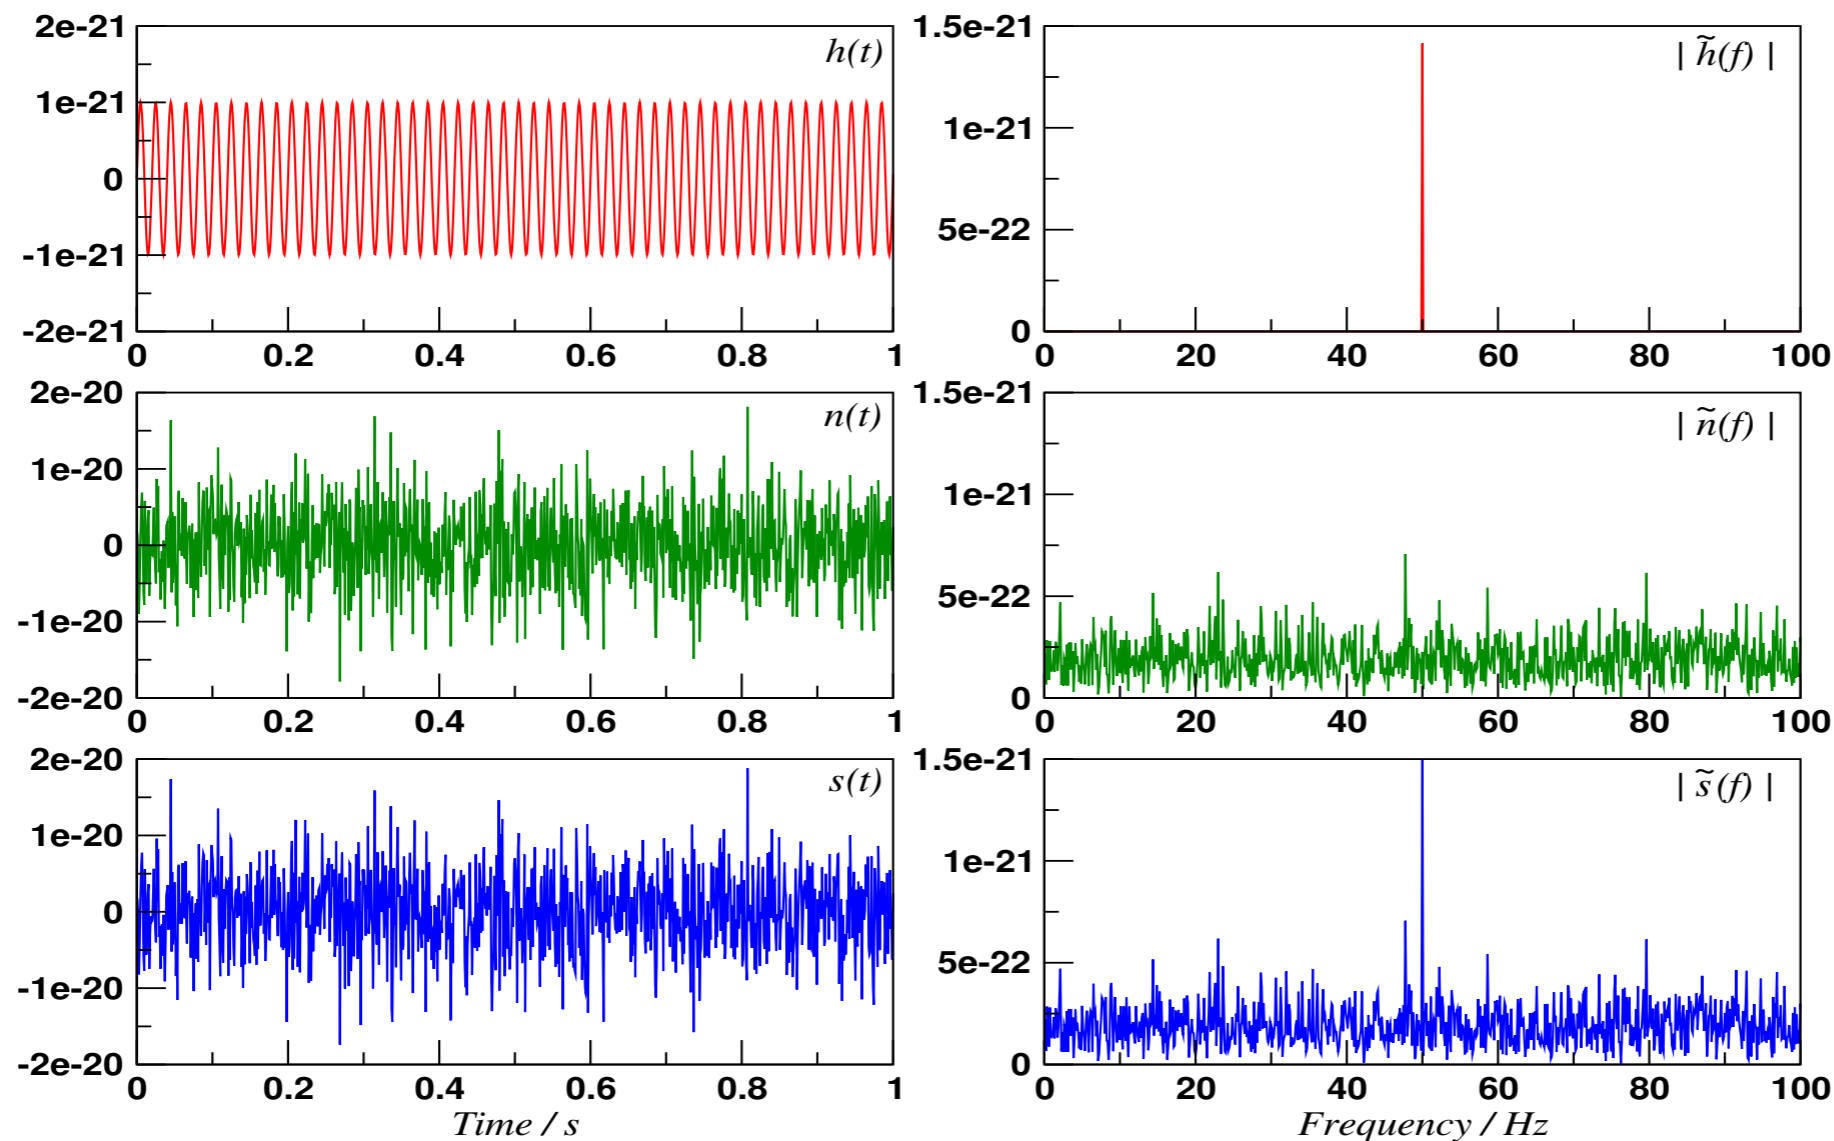 2e-21
1e-21
0
-1e-21
-2e-21
h(t)
0 0.2 0.4 0.6 0.8 1
1.5e-21
1e-21
5e-22
0
| h̃(f) |
0 20 40 60 80 100
2e-20
1e-20
0
-1e-20
-2e-20
n(t)
0 0.2 0.4 0.6 0.8 1
1.5e-21
1e-21
5e-22
0
| ñ(f) |
0 20 40 60 80 100
2e-20
1e-20
0
-1e-20
-2e-20
s(t)
0 0.2 0.4 0.6 0.8 1
Time / s
1.5e-21
1e-21
5e-22
0
| s̃(f) |
0 20 40 60 80 100
Frequency / Hz